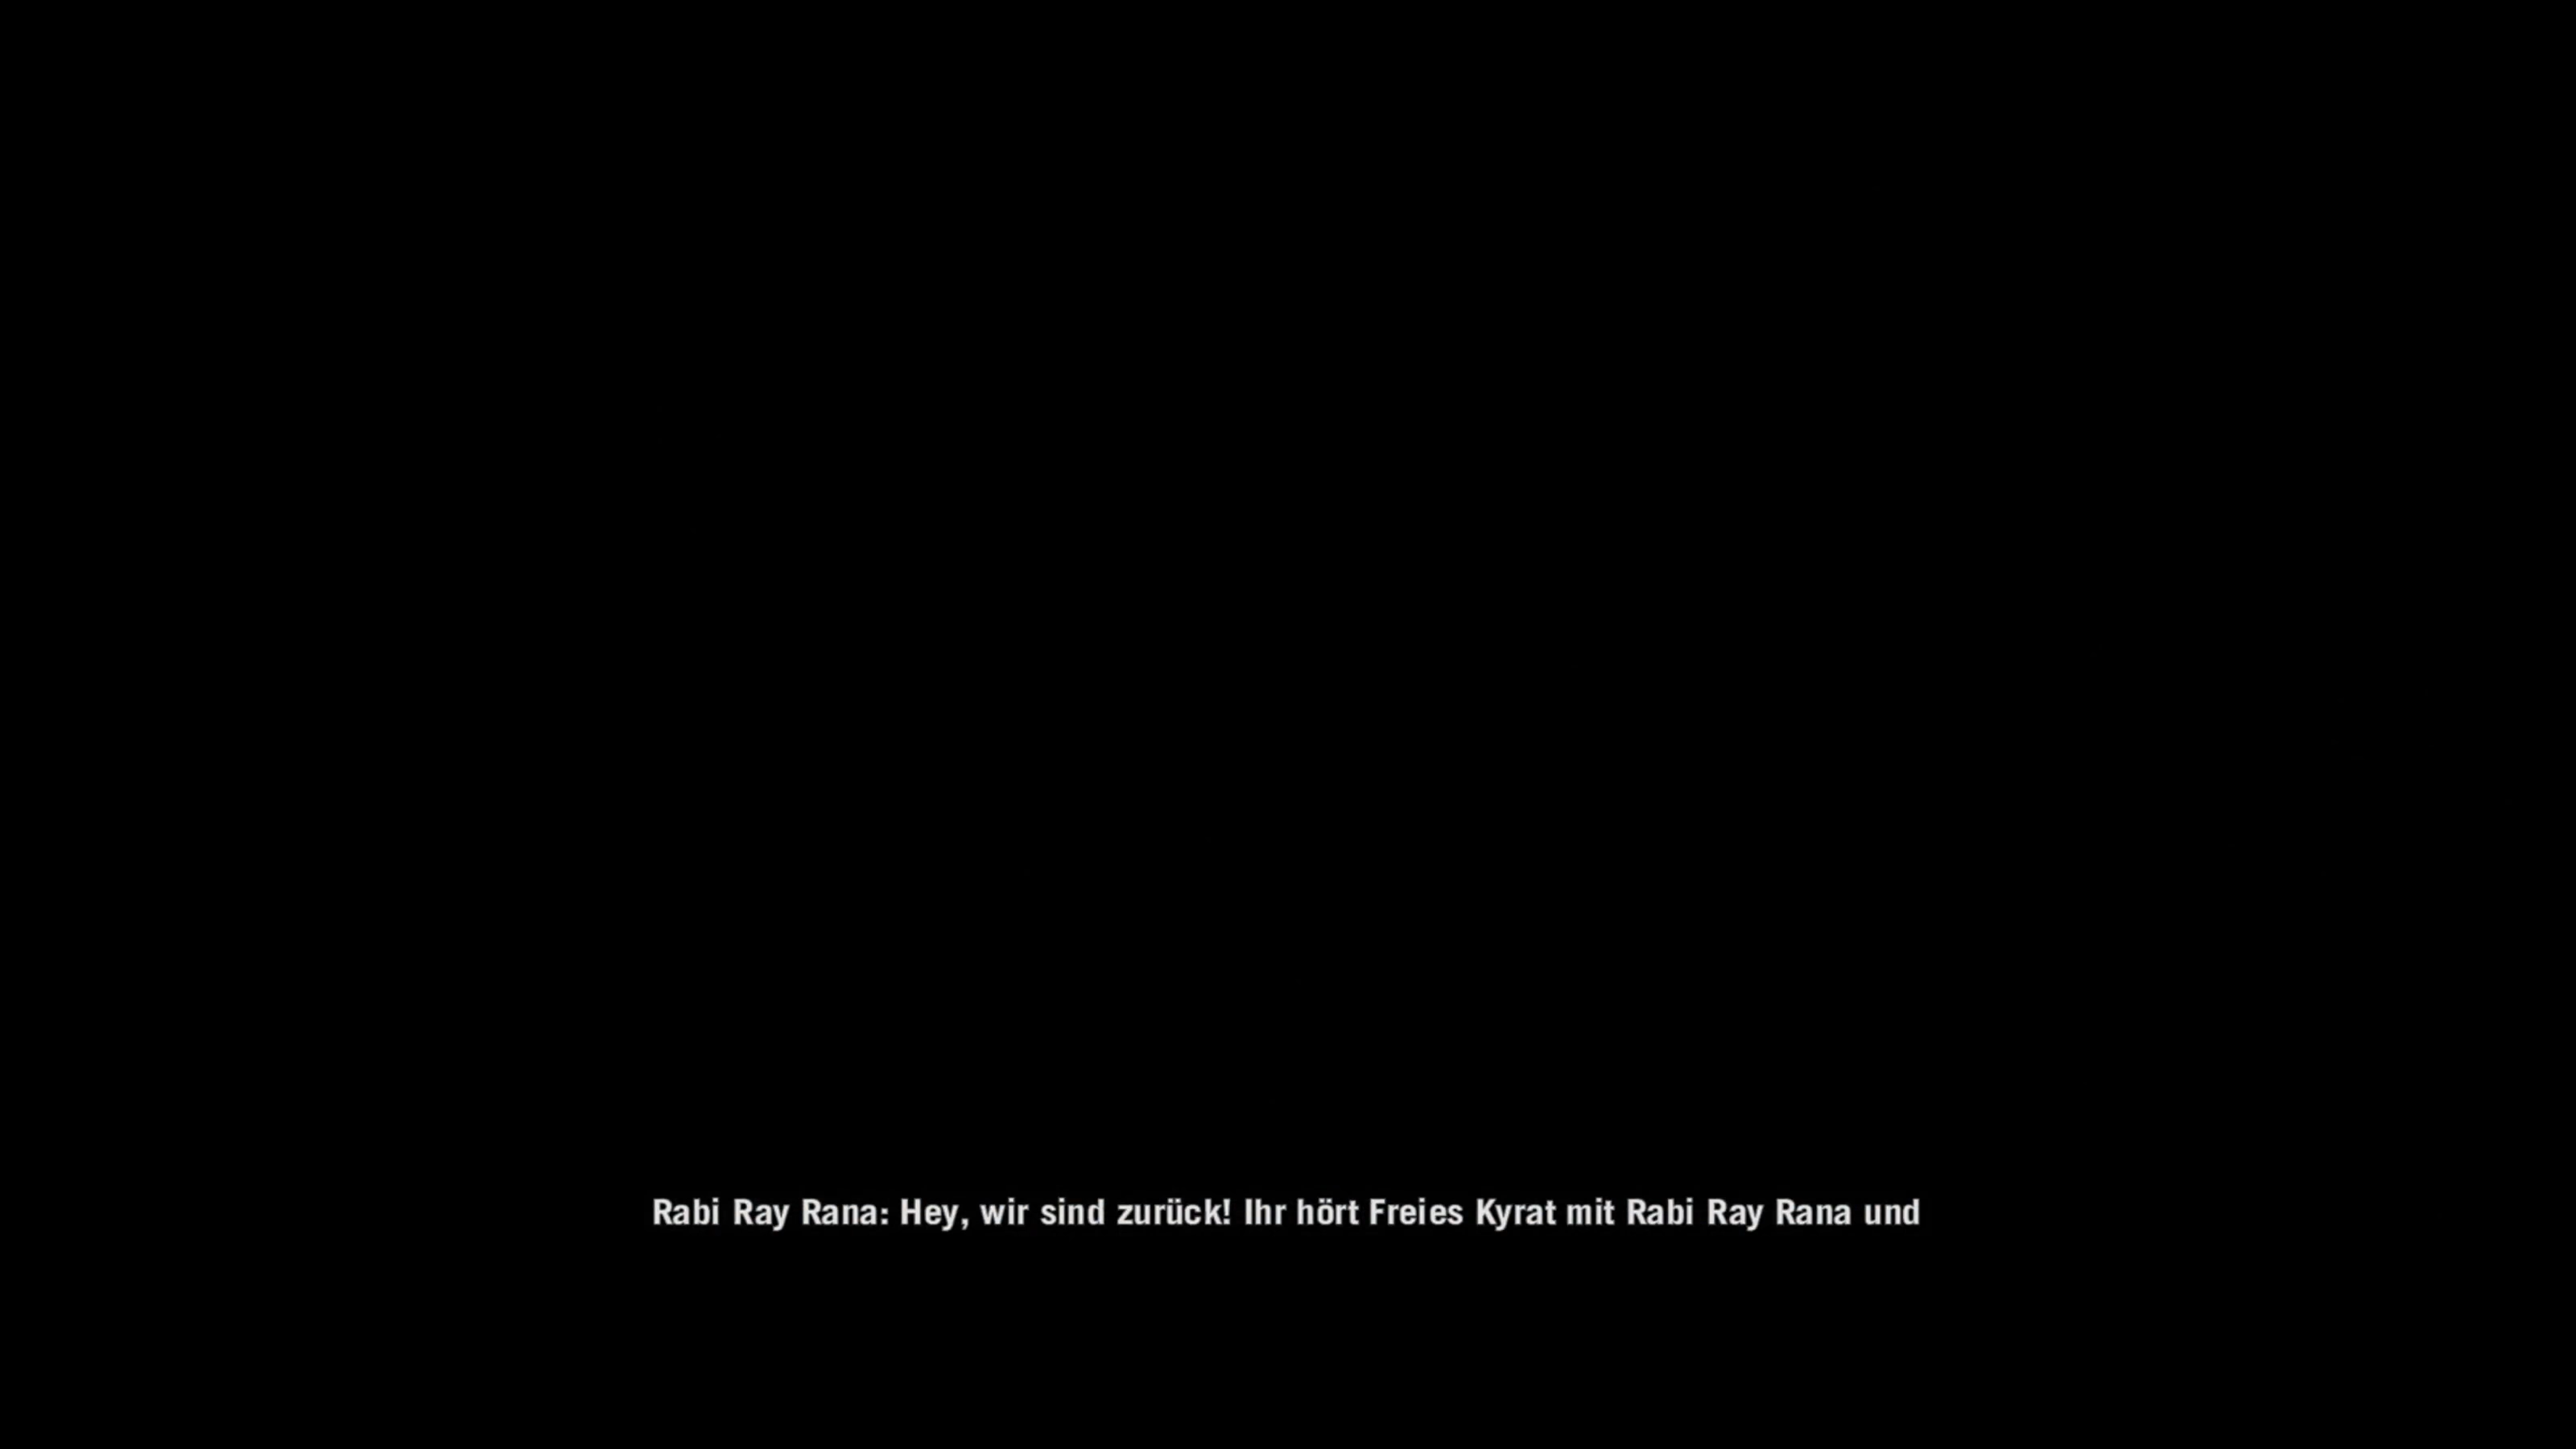 Rabi Ray Rana: Hey, wir sind zurück! Ihr hört Freies Kyrat mit Rabi Ray Rana und